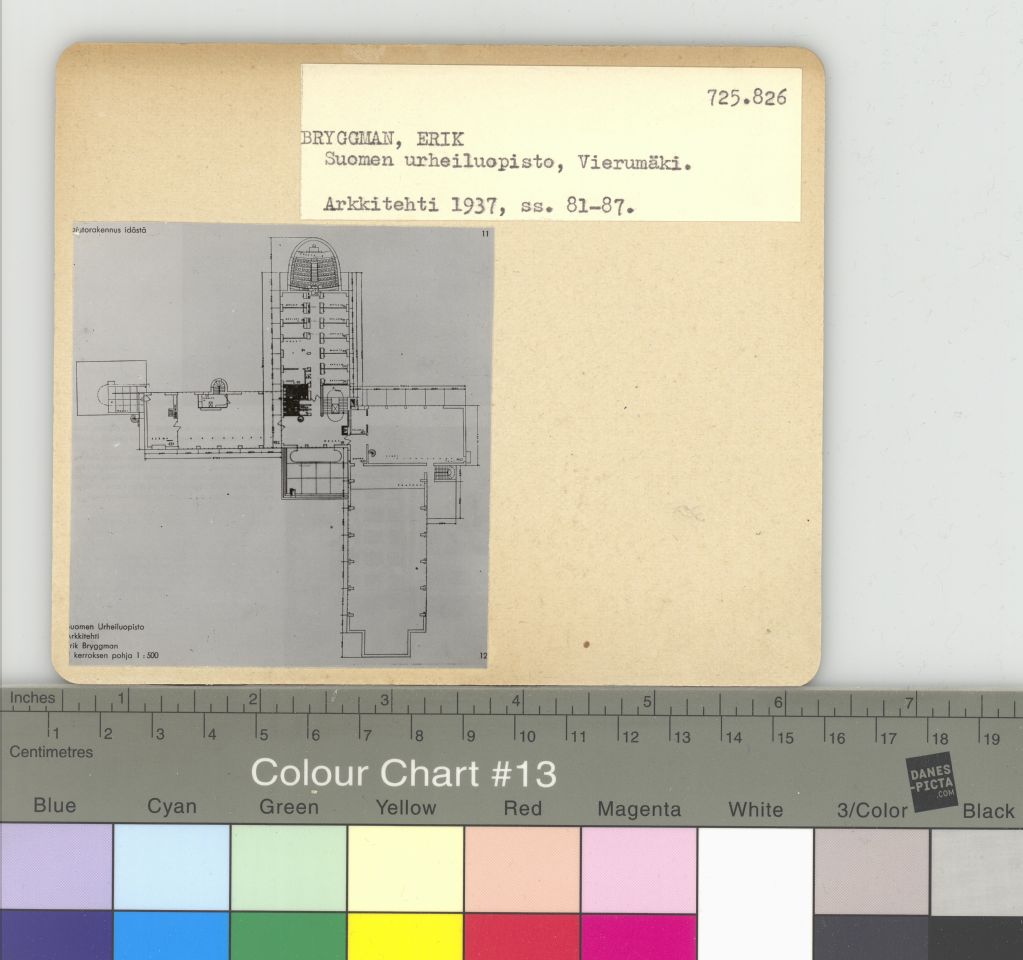 725.826
BRYGGMAN, ERIK
Suomen urheiluopisto, Vierumäki.
Arkkitehti 1937, ss. 81-87.
idästä
11
uomen Urheiluopisto
rkkitehti
rik Bryggman
kerroksen pohja 1:500
12
Inches 1 2 3 4 5 6 7
1 2 3 4 5 6 7 8 9 10 11 12 13 14 15 16 17 18 19
Centimetres
Colour Chart #13
DANES
-PICTA
.COM
Blue Cyan Green Yellow Red Magenta White 3/Color Black